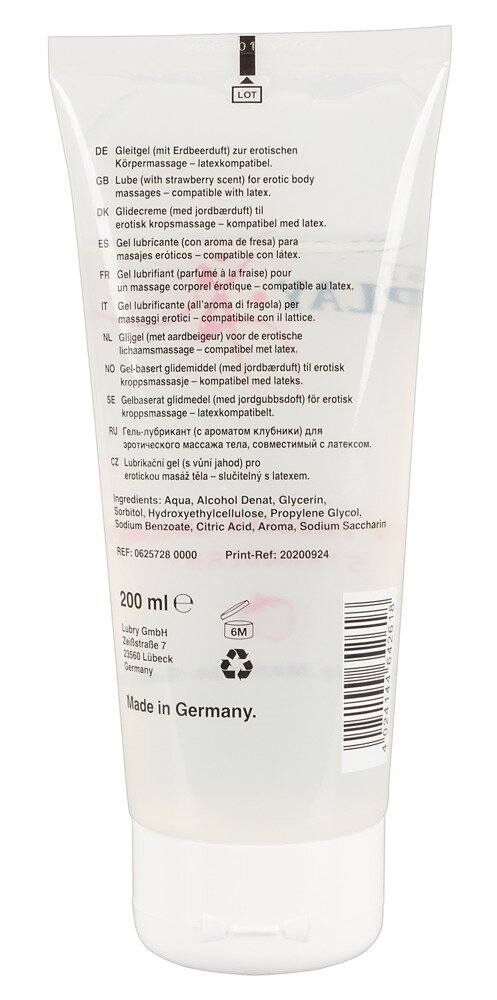 LOT
DE Gleitgel (mit Erdbeerduft) zur erotischen
Körpermassage – latexkompatibel.
GB Lube (with strawberry scent) for erotic body
massages – compatible with latex.
DK Glidecreme (med jordbærduft) til
erotisk kropsmassage – kompatibel med latex.
ES Gel lubricante (con aroma de fresa) para
masajes eróticos – compatible con látex.
FR Gel lubrifiant (parfumé à la fraise) pour
un massage corporel érotique – compatible au latex.
IT Gel lubrificante (all'aroma di fragola) per
massaggi erotici – compatibile con il lattice.
NL Glijgel (met aardbeigeur) voor de erotische
lichaamsmassage – compatibel met latex.
NO Gel-basert glidemiddel (med jordbærduft) til erotisk
kroppsmassasje – kompatibel med lateks.
SE Gelbaserat glidmedel (med jordgubbsdoft) för erotisk
kroppsmassage – latexkompatibelt.
RU Гель-лубрикант (с ароматом клубники) для
эротического массажа тела, совместимый с латексом.
CZ Lubrikační gel (s vůní jahod) pro
erotickou masáž těla – slučitelný s latexem.
Ingredients: Aqua, Alcohol Denat, Glycerin,
Sorbitol, Hydroxyethylcellulose, Propylene Glycol,
Sodium Benzoate, Citric Acid, Aroma, Sodium Saccharin
REF: 0625728 0000 Print-Ref: 20200924
200 ml ℮
6M
Lubry GmbH
Zeißstraße 7
23560 Lübeck
Germany
Made in Germany.
4 024144 642618
PLAY